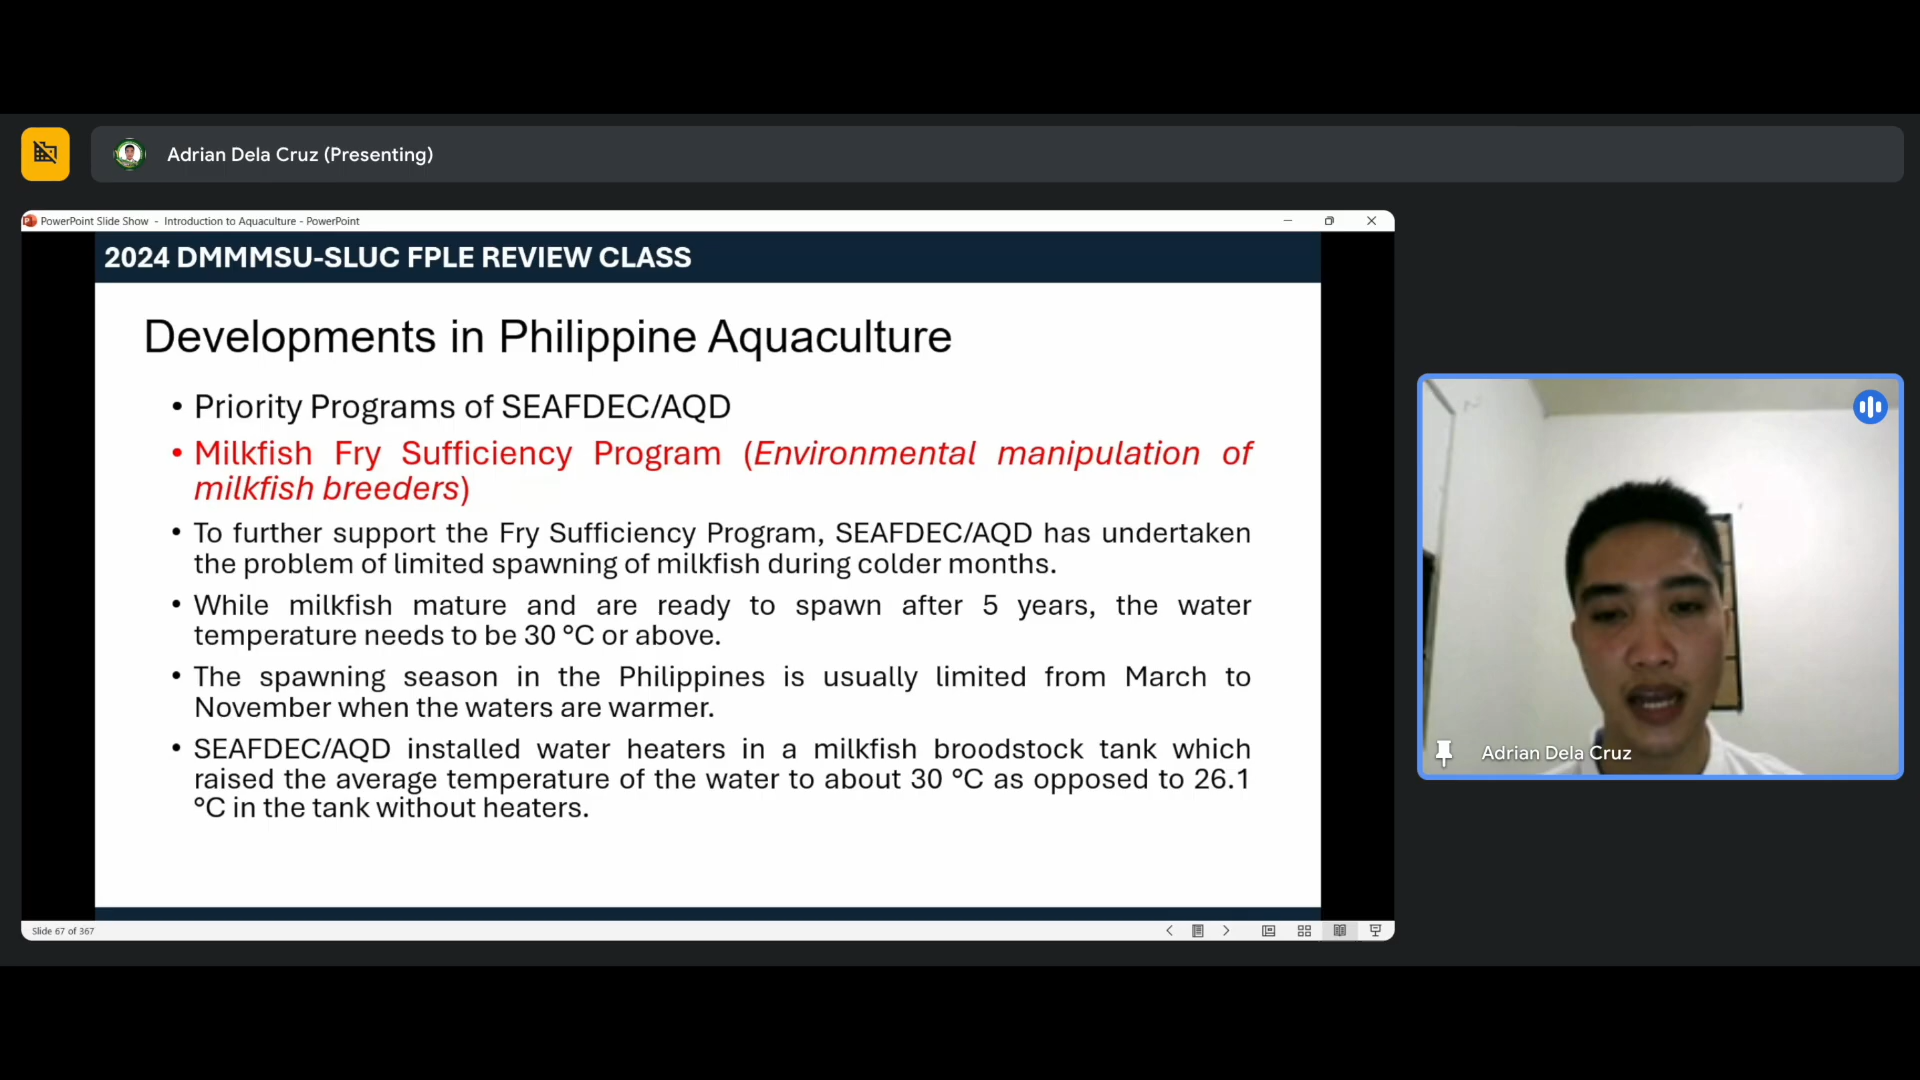 Adrian Dela Cruz (Presenting)
PowerPoint Slide Show - Introduction to Aquaculture - PowerPoint
2024 DMMMSU-SLUC FPLE REVIEW CLASS
Developments in Philippine Aquaculture
• Priority Programs of SEAFDEC/AQD
• Milkfish Fry Sufficiency Program (Environmental manipulation of
milkfish breeders)
• To further support the Fry Sufficiency Program, SEAFDEC/AQD has undertaken
the problem of limited spawning of milkfish during colder months.
• While milkfish mature and are ready to spawn after 5 years, the water
temperature needs to be 30 °C or above.
• The spawning season in the Philippines is usually limited from March to
November when the waters are warmer.
• SEAFDEC/AQD installed water heaters in a milkfish broodstock tank which
raised the average temperature of the water to about 30 °C as opposed to 26.1
°C in the tank without heaters.
Adrian Dela Cruz
Slide 67 of 367